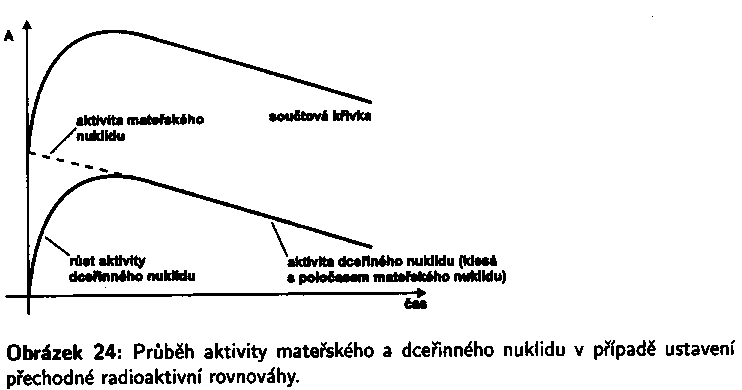 A
aktivita mateřského
nuklidu
součtová křivka
růst aktivity
dceřinného nuklidu
aktivita dceřiného nuklidu (klesá
s poločasem mateřského nuklidu)
čas
Obrázek 24: Průběh aktivity mateřského a dceřinného nuklidu v případě ustavení
přechodné radioaktivní rovnováhy.